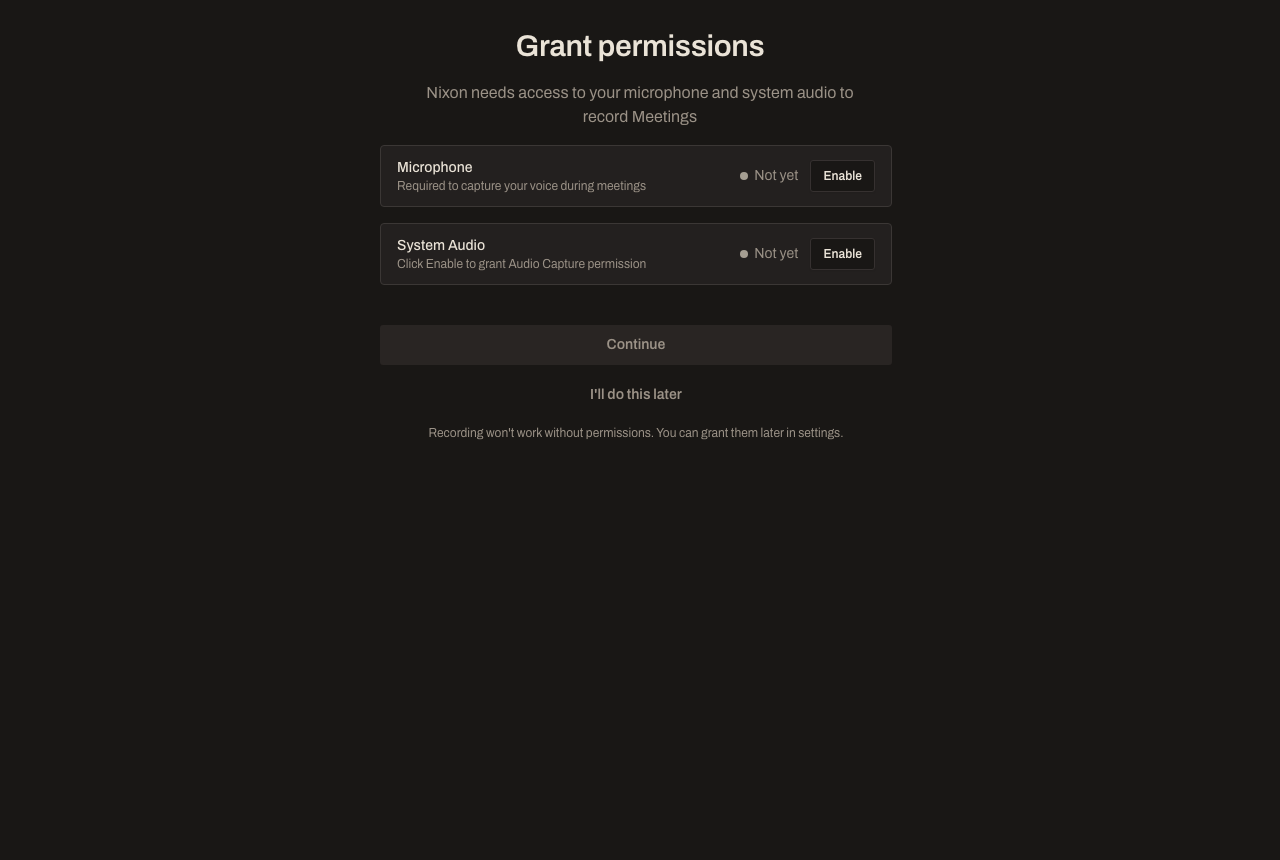 Grant permissions
Nixon needs access to your microphone and system audio to
record Meetings
Microphone
Required to capture your voice during meetings
Not yet
Enable
System Audio
Click Enable to grant Audio Capture permission
Not yet
Enable
Continue
I'll do this later
Recording won't work without permissions. You can grant them later in settings.